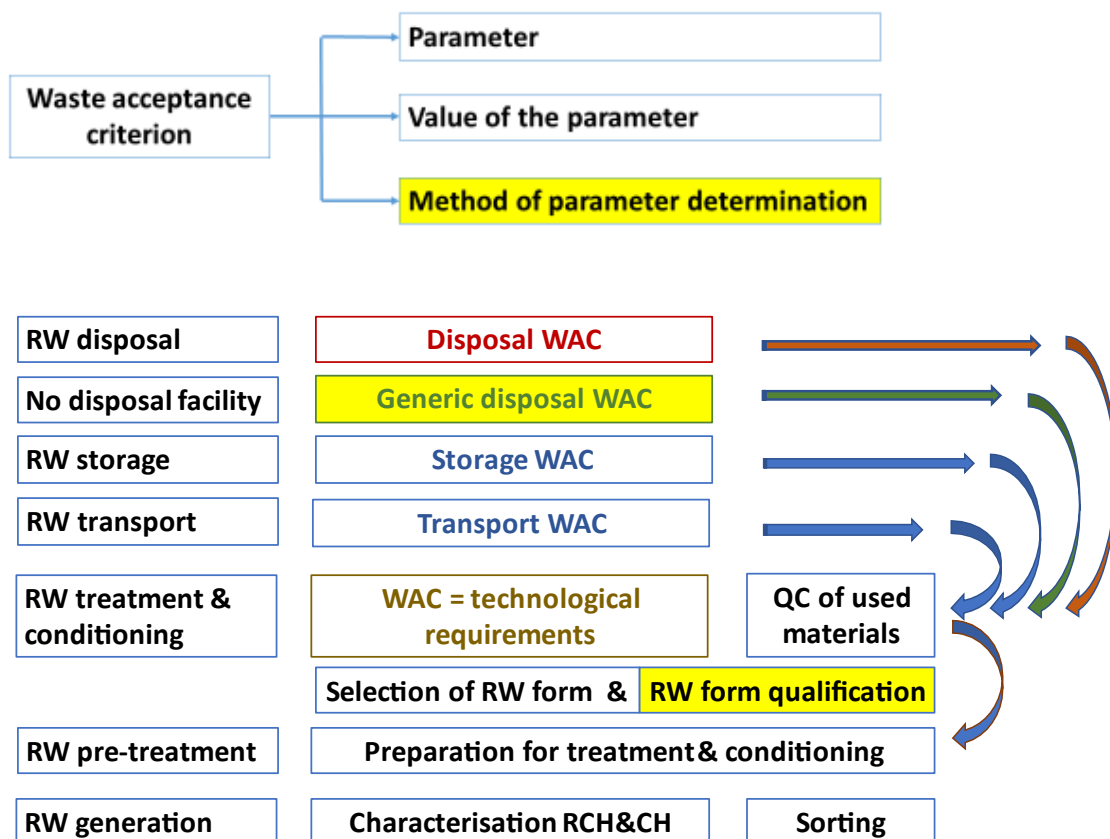 Parameter
Waste acceptance
criterion
Value of the parameter
Method of parameter determination
RW disposal
Disposal WAC
No disposal facility
Generic disposal WAC
RW storage
Storage WAC
RW transport
Transport WAC
RW treatment &
conditioning
WAC = technological
requirements
QC of used
materials
Selection of RW form &
RW form qualification
RW pre-treatment
Preparation for treatment & conditioning
RW generation
Characterisation RCH&CH
Sorting